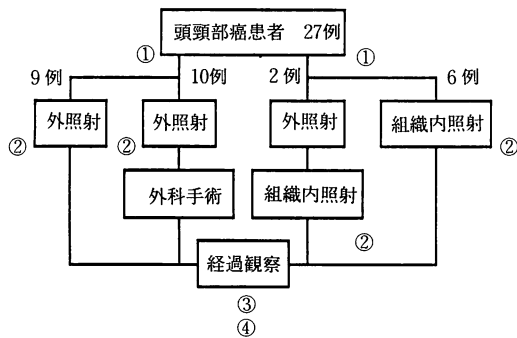 頭頸部癌患者 27例
① ①
9例 10例 2例 6例
外照射 外照射 外照射 組織内照射
② ② ②
外科手術 組織内照射
②
経過観察
③
④